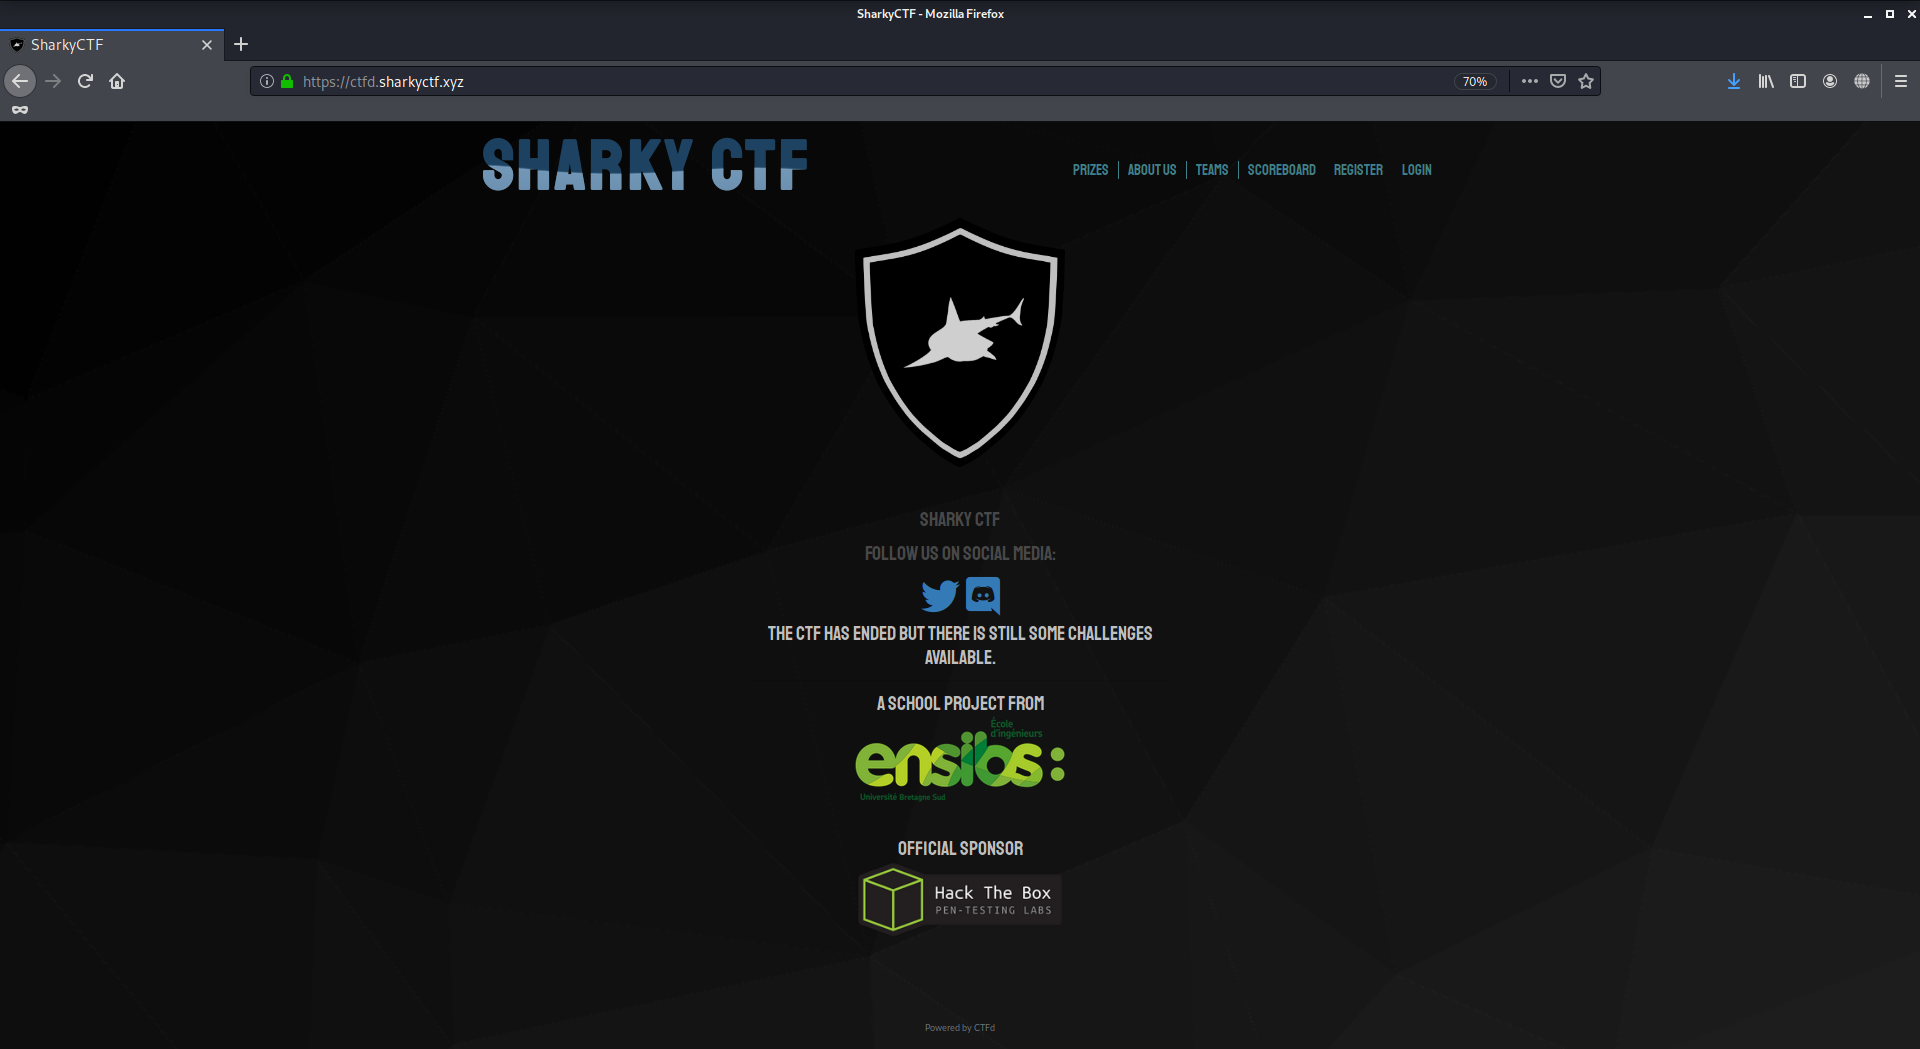 SharkyCTF - Mozilla Firefox
SharkyCTF
https://ctfd.sharkyctf.xyz
70%
SHARKY CTF
PRIZES ABOUT US TEAMS SCOREBOARD REGISTER LOGIN
SHARKY CTF
FOLLOW US ON SOCIAL MEDIA:
THE CTF HAS ENDED BUT THERE IS STILL SOME CHALLENGES
AVAILABLE.
A SCHOOL PROJECT FROM
École
d'ingénieurs
ensibs:
Université Bretagne Sud
OFFICIAL SPONSOR
Hack The Box
PEN-TESTING LABS
Powered by CTFd